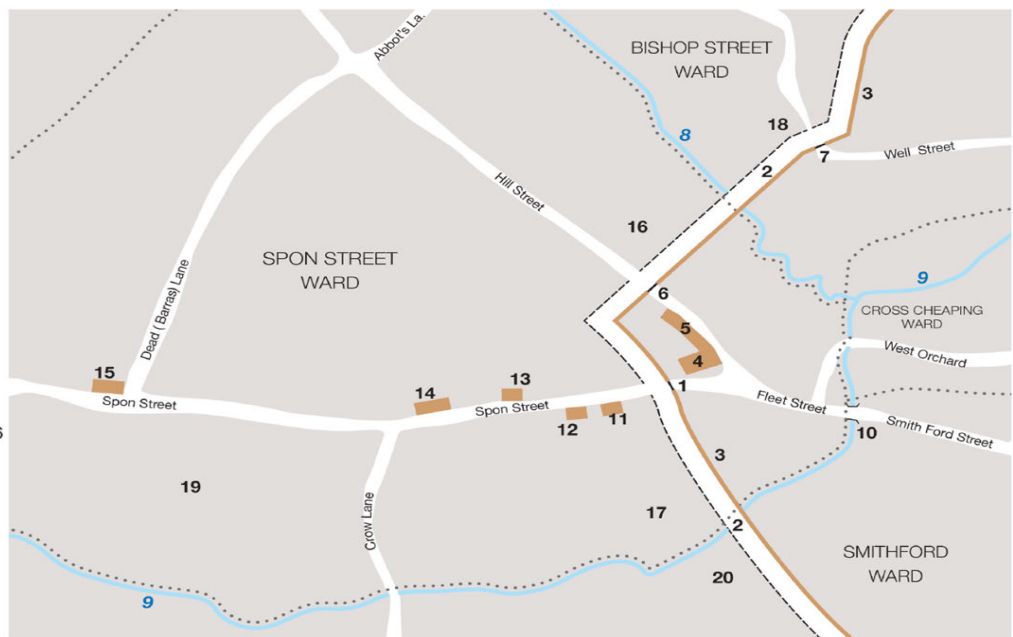 Abbot's La.
BISHOP STREET
WARD
3
18
8
7
Well Street
2
Hill Street
16
SPON STREET
WARD
Dead (Barras) Lane
9
6
CROSS CHEAPING
WARD
5
West Orchard
4
15
13
1
14
Spon Street
Spon Street
Fleet Street
12
11
10
Smith Ford Street
3
19
17
Crow Lane
2
SMITHFORD
WARD
20
9